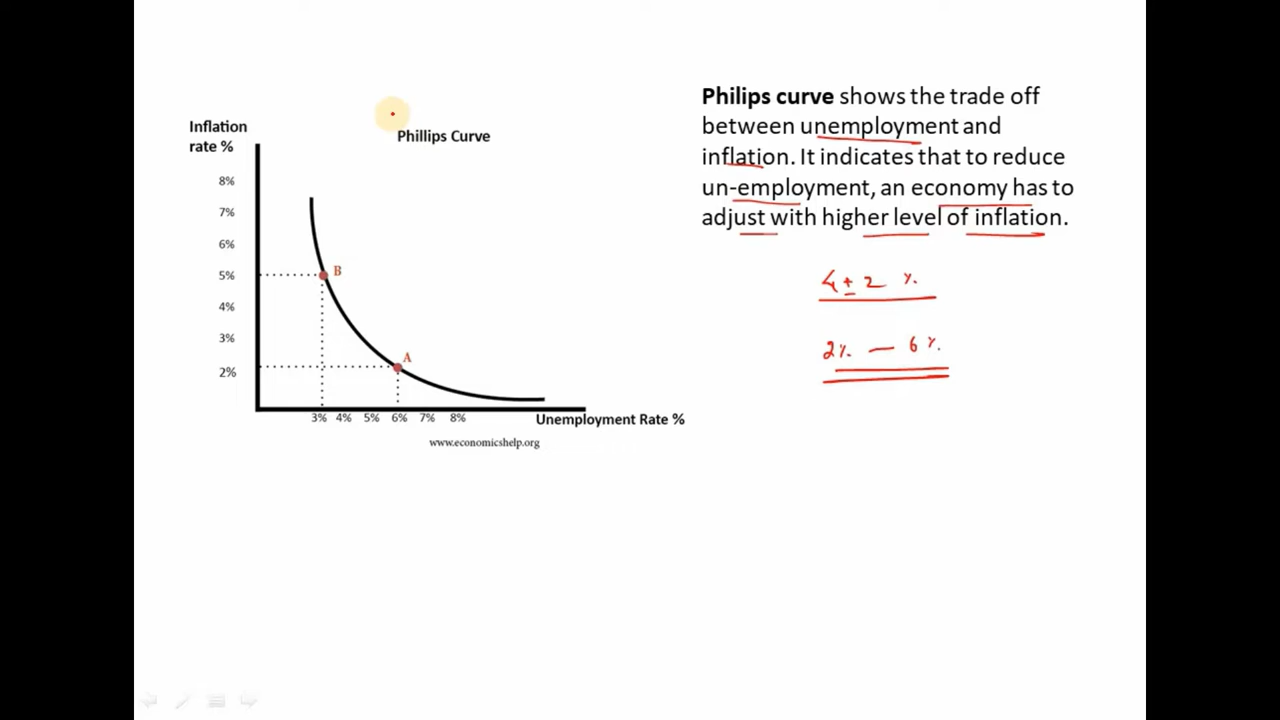 Inflation
rate %
Phillips Curve
8%
7%
6%
5%
4%
3%
2%
B
A
3% 4% 5% 6% 7% 8%
Unemployment Rate %
www.economicshelp.org
Philips curve shows the trade off
between unemployment and
inflation. It indicates that to reduce
un-employment, an economy has to
adjust with higher level of inflation.
4 ± 2 %
2% — 6%.